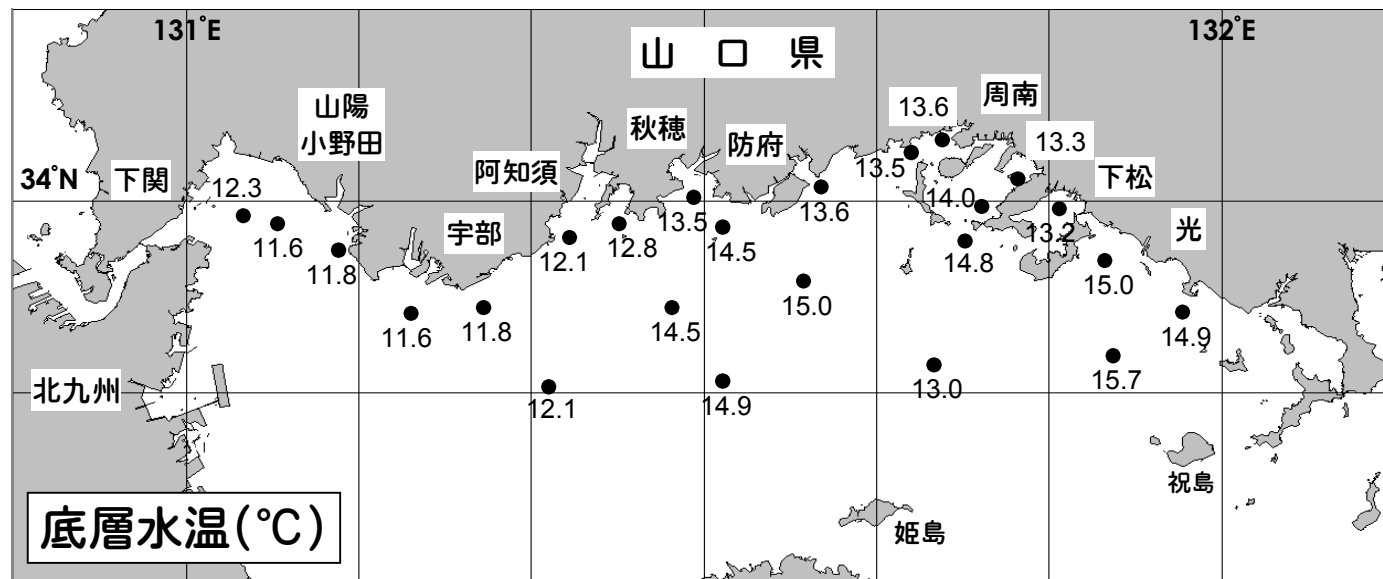 131°E
132°E
山 口 県
13.6
周南
山陽
小野田
秋穂
防府
13.3
13.5
下松
阿知須
34°N
下関
12.3
14.0
13.5
13.6
宇部
11.6
12.8
14.5
13.2
光
11.8
12.1
14.8
15.0
15.0
11.6
11.8
14.5
14.9
北九州
12.1
14.9
13.0
15.7
祝島
底層水温(℃)
姫島